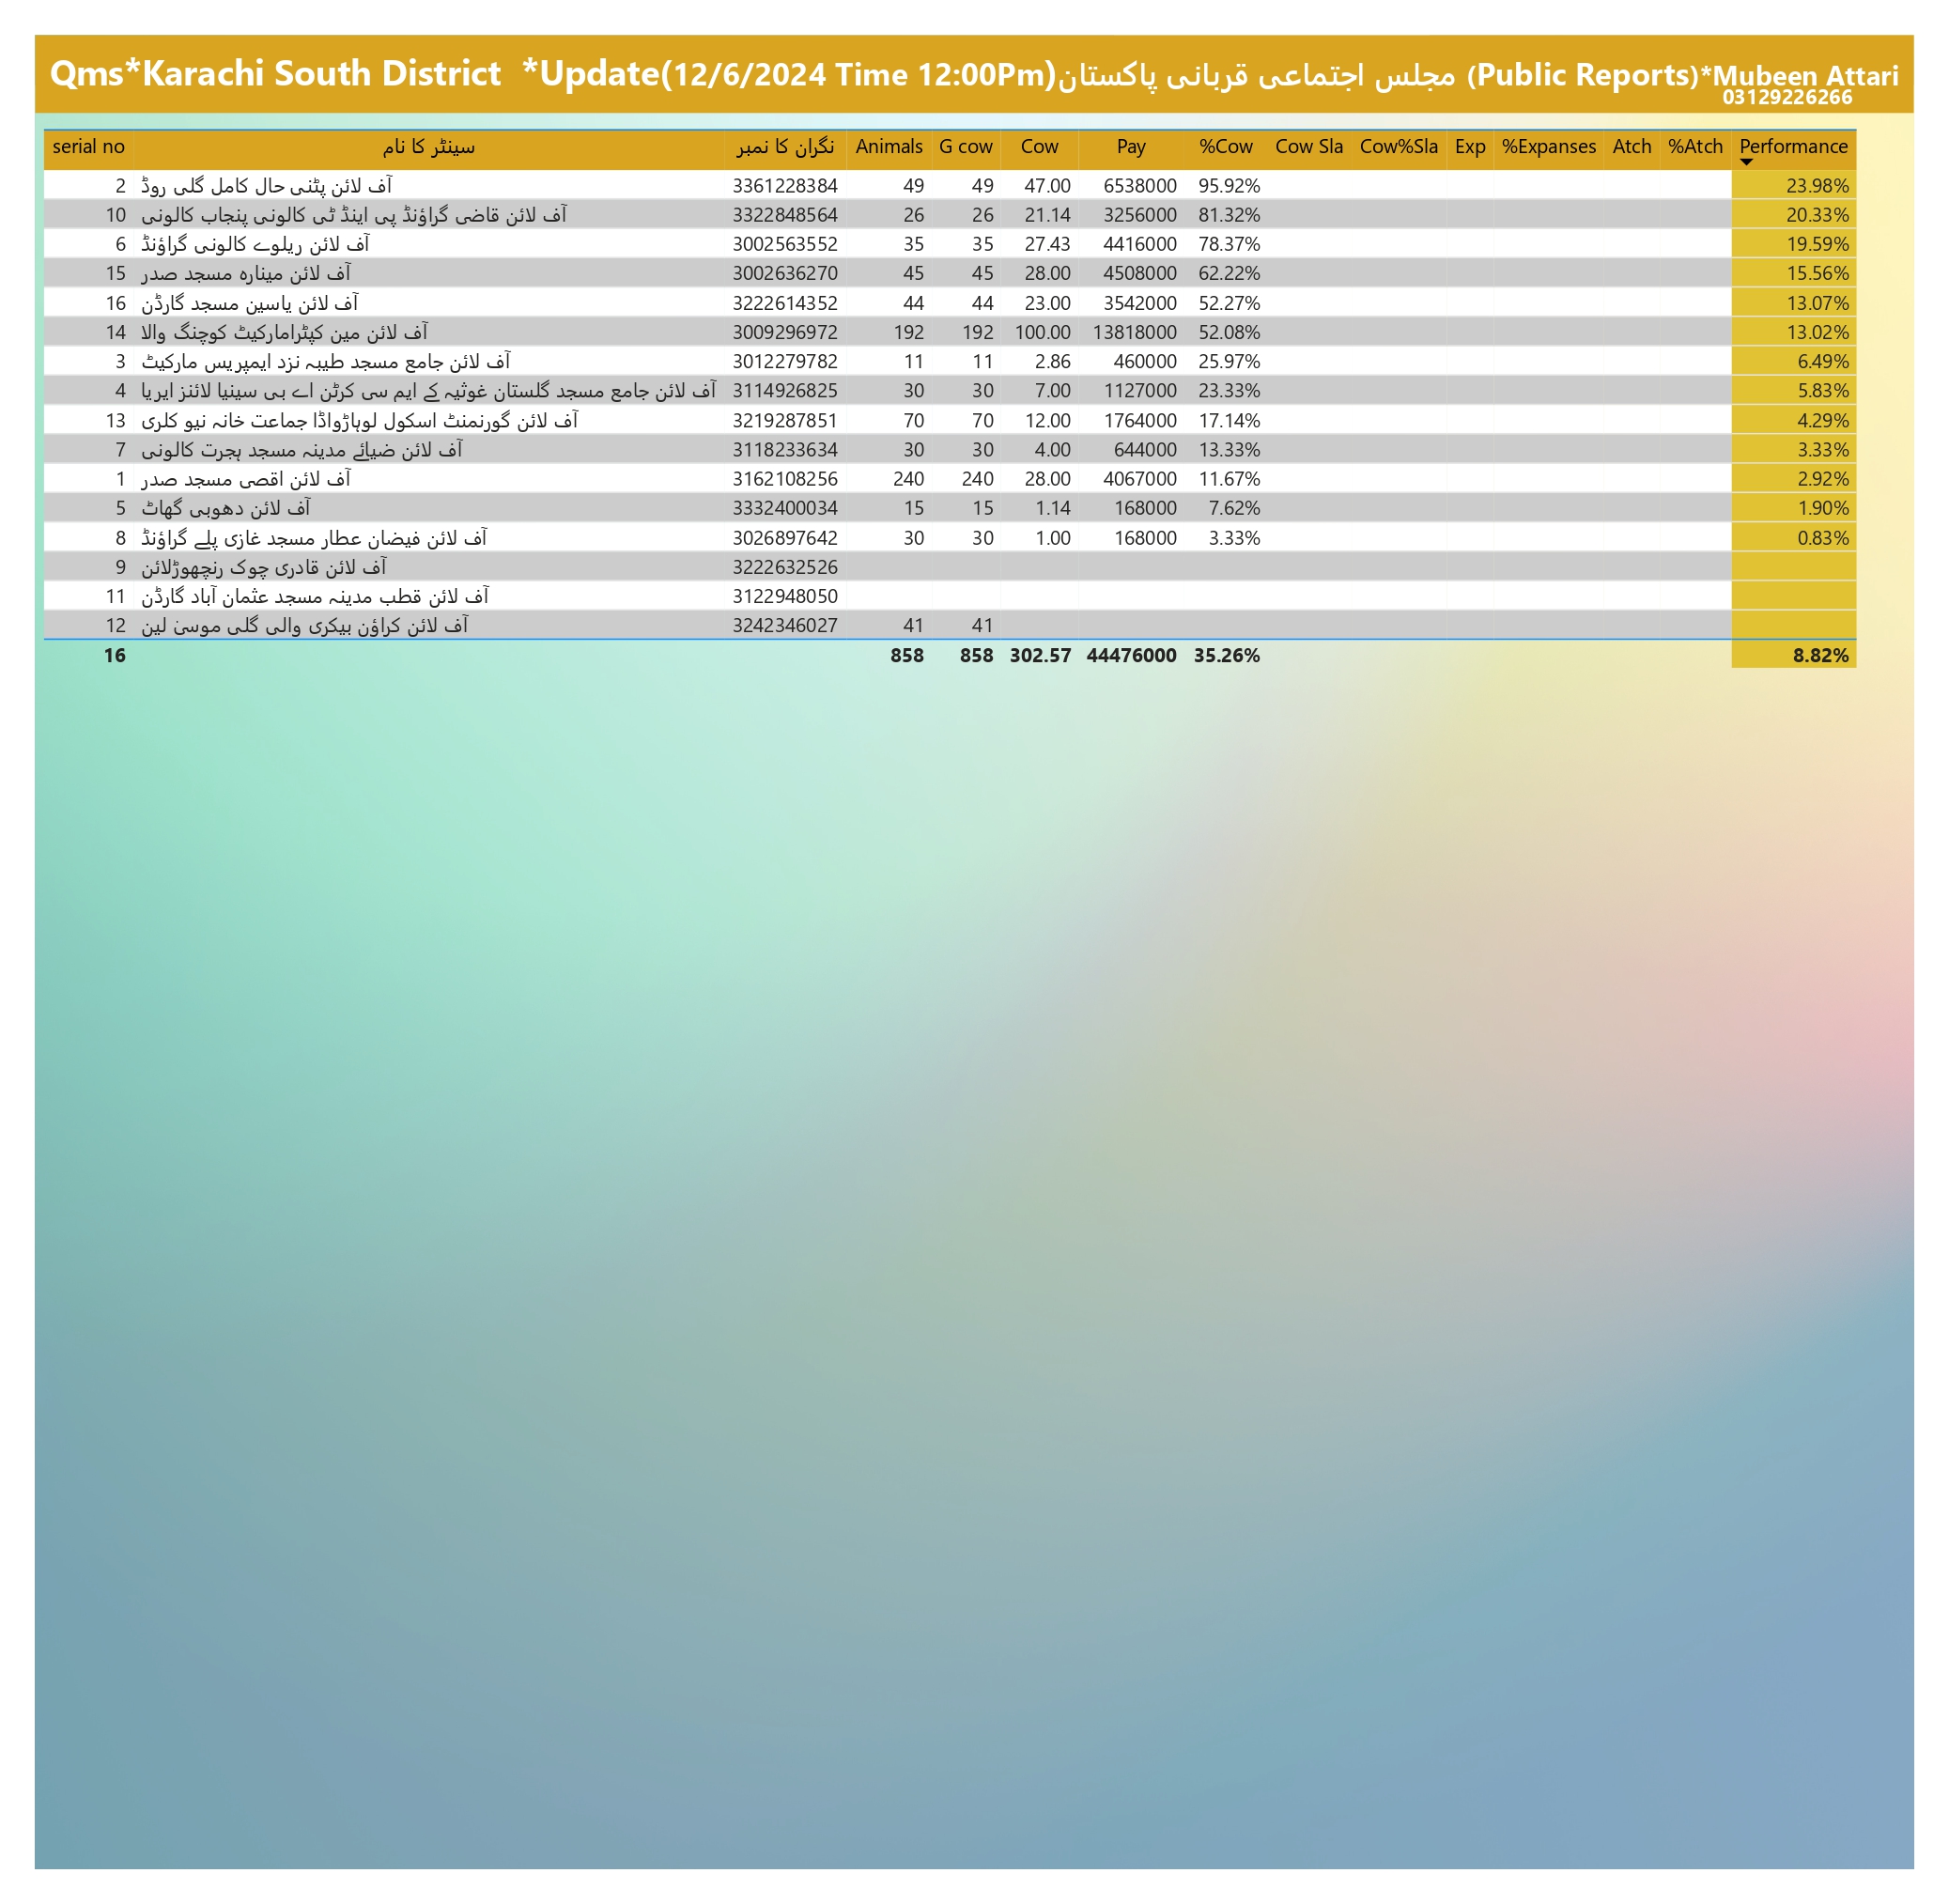 Qms*Karachi South District *Update(12/6/2024 Time 12:00Pm)مجلس اجتماعی قربانی پاکستان (Public Reports)*Mubeen Attari
03129226266
serial no سینٹر کا نام نگران کا نمبر Animals G cow Cow Pay %Cow Cow Sla Cow%Sla Exp %Expanses Atch %Atch Performance
2 آف لائن پٹنی حال کامل گلی روڈ 3361228384 49 49 47.00 6538000 95.92% 23.98%
10 آف لائن قاضی گراؤنڈ پی اینڈ ٹی کالونی پنجاب کالونی 3322848564 26 26 21.14 3256000 81.32% 20.33%
6 آف لائن ریلوے کالونی گراؤنڈ 3002563552 35 35 27.43 4416000 78.37% 19.59%
15 آف لائن مینارہ مسجد صدر 3002636270 45 45 28.00 4508000 62.22% 15.56%
16 آف لائن یاسین مسجد گارڈن 3222614352 44 44 23.00 3542000 52.27% 13.07%
14 آف لائن مین کپٹرامارکیٹ کوچنگ والا 3009296972 192 192 100.00 13818000 52.08% 13.02%
3 آف لائن جامع مسجد طیبہ نزد ایمپریس مارکیٹ 3012279782 11 11 2.86 460000 25.97% 6.49%
4 آف لائن جامع مسجد گلستان غوثیہ کے ایم سی کرٹن اے بی سینیا لائنز ایریا 3114926825 30 30 7.00 1127000 23.33% 5.83%
13 آف لائن گورنمنٹ اسکول لوہاڑواڈا جماعت خانہ نیو کلری 3219287851 70 70 12.00 1764000 17.14% 4.29%
7 آف لائن ضیائے مدینہ مسجد ہجرت کالونی 3118233634 30 30 4.00 644000 13.33% 3.33%
1 آف لائن اقصی مسجد صدر 3162108256 240 240 28.00 4067000 11.67% 2.92%
5 آف لائن دھوبی گھاٹ 3332400034 15 15 1.14 168000 7.62% 1.90%
8 آف لائن فیضان عطار مسجد غازی پلے گراؤنڈ 3026897642 30 30 1.00 168000 3.33% 0.83%
9 آف لائن قادری چوک رنچھوڑلائن 3222632526
11 آف لائن قطب مدینہ مسجد عثمان آباد گارڈن 3122948050
12 آف لائن کراؤن بیکری والی گلی موسیٰ لین 3242346027 41 41
16 858 858 302.57 44476000 35.26% 8.82%